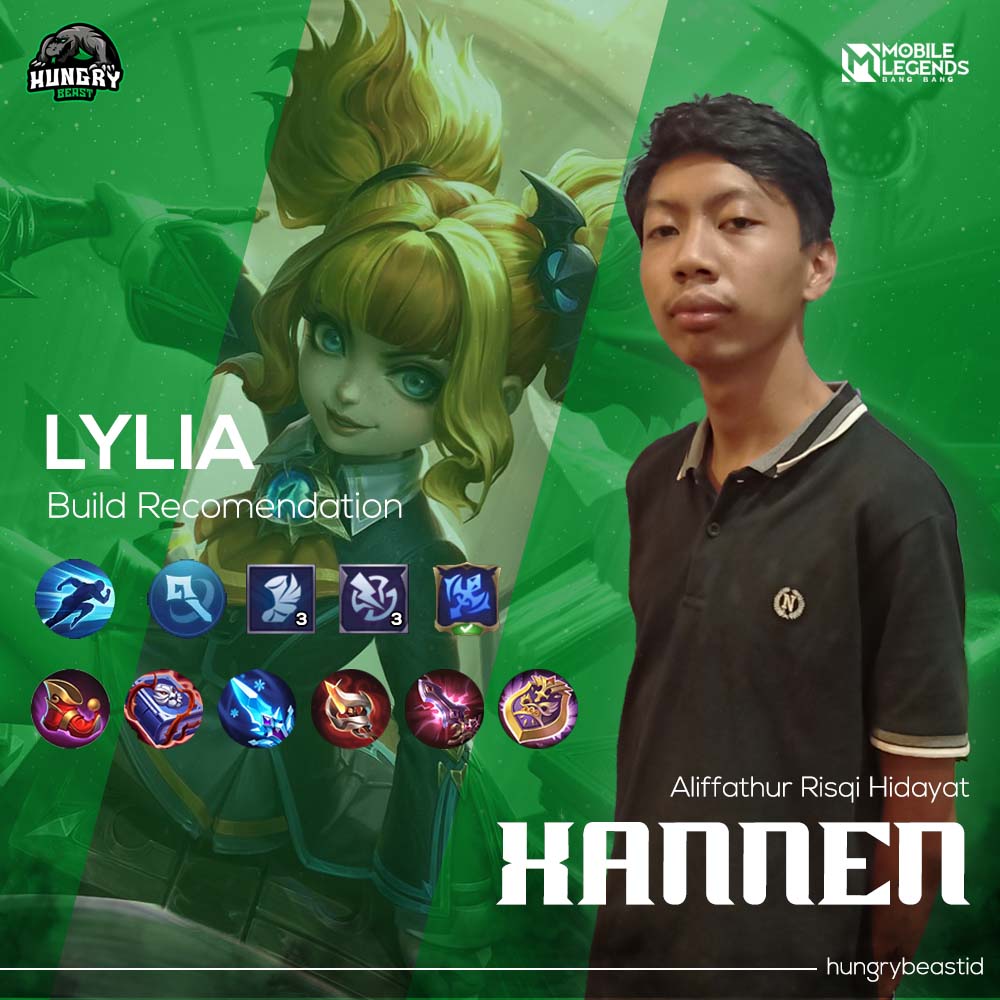 HUNGRY
BEAST
MOBILE
LEGENDS
BANG BANG
LYLIA
Build Recomendation
3
3
N
Aliffathur Risqi Hidayat
XANNEN
hungrybeastid